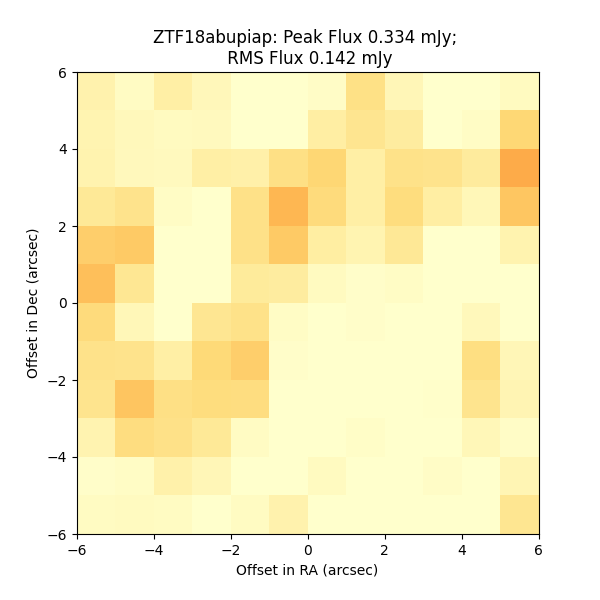 ZTF18abupiap: Peak Flux 0.334 mJy;
RMS Flux 0.142 mJy
6
4
2
0
−2
−4
−6
Offset in Dec (arcsec)
−6 −4 −2 0 2 4 6
Offset in RA (arcsec)